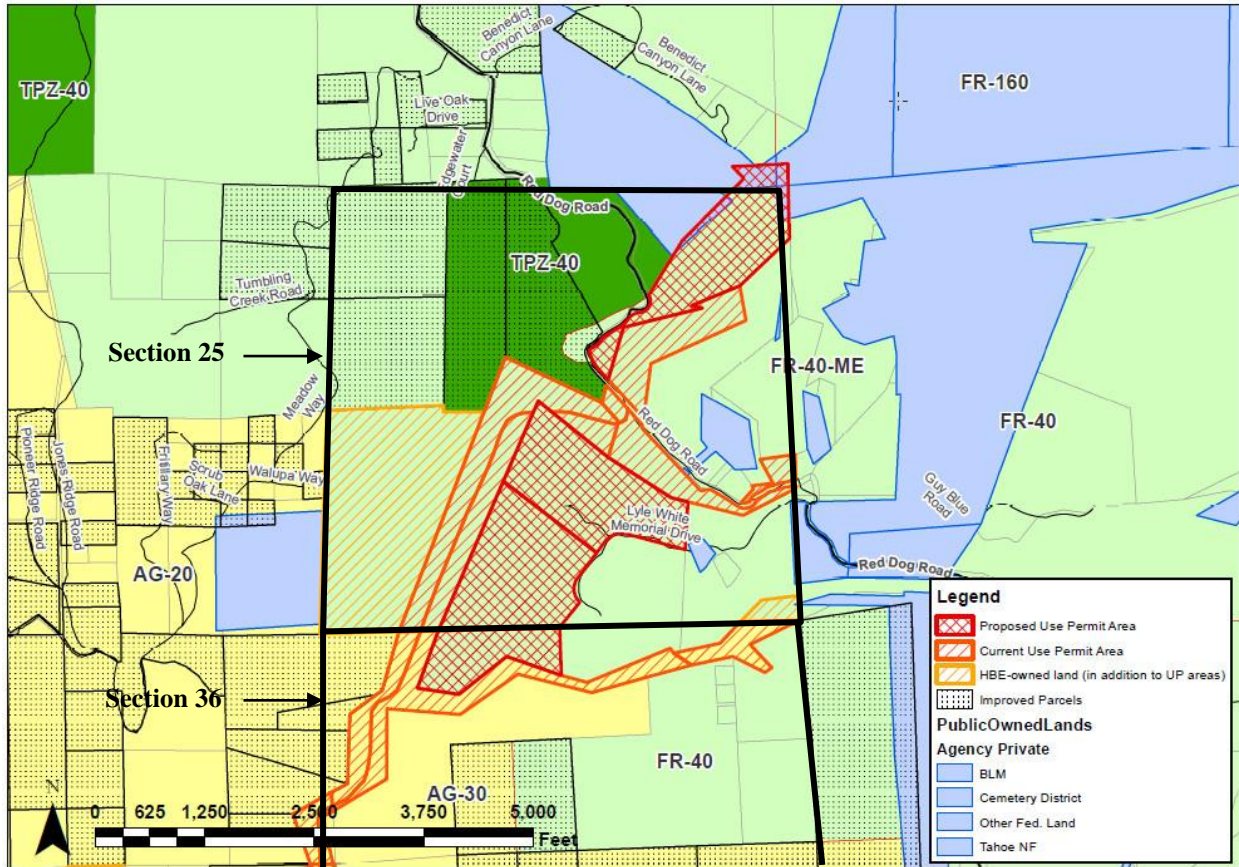 Benedict
Canyon Lane
Benedict
Canyon Lane
TPZ-40
FR-160
Live Oak
Drive
Edgewater
Court
Red Dog Road
TPZ-40
Tumbling
Creek Road
Section 25
FR-40-ME
Meadow
Way
Red Dog Road
FR-40
Pioneer Ridge Road
Jones Ridge Road
Fritillary Way
Scrub
Oak Lane
Walupa Way
Guy Blue
Road
Lyle White
Memorial Drive
AG-20
Red Dog Road
Section 36
FR-40
AG-30
N
0 625 1,250 2,500 3,750 5,000
Feet
Legend
Proposed Use Permit Area
Current Use Permit Area
HBE-owned land (in addition to UP areas)
Improved Parcels
PublicOwnedLands
Agency Private
BLM
Cemetery District
Other Fed. Land
Tahoe NF